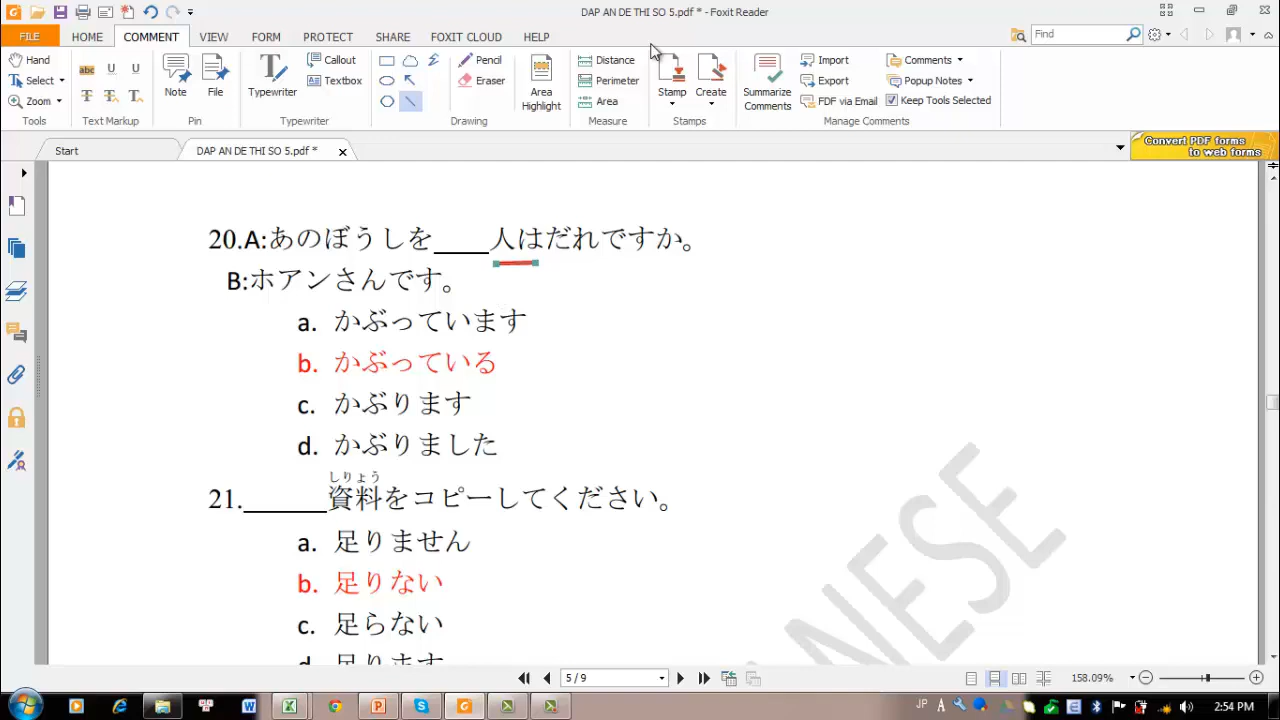 DAP AN DE THI SO 5.pdf * - Foxit Reader
FILE HOME COMMENT VIEW FORM PROTECT SHARE FOXIT CLOUD HELP Find
Hand Select Zoom Tools
abc U U T T T Text Markup
Note File Pin
T Typewriter Callout Textbox Typewriter
Pencil Eraser Drawing
Area Highlight
Distance Perimeter Area Measure
Stamp Create Stamps
Summarize Comments Import Export FDF via Email Comments Popup Notes Keep Tools Selected Manage Comments
Start DAP AN DE THI SO 5.pdf *
Convert PDF forms
to web forms
20.A:あのぼうしを____人はだれですか。
B:ホアンさんです。
a. かぶっています
b. かぶっている
c. かぶります
d. かぶりました
しりょう
21.______資料をコピーしてください。
a. 足りません
b. 足りない
c. 足らない
d. 足ります
NESE
5 / 9
158.09%
JP A 2:54 PM